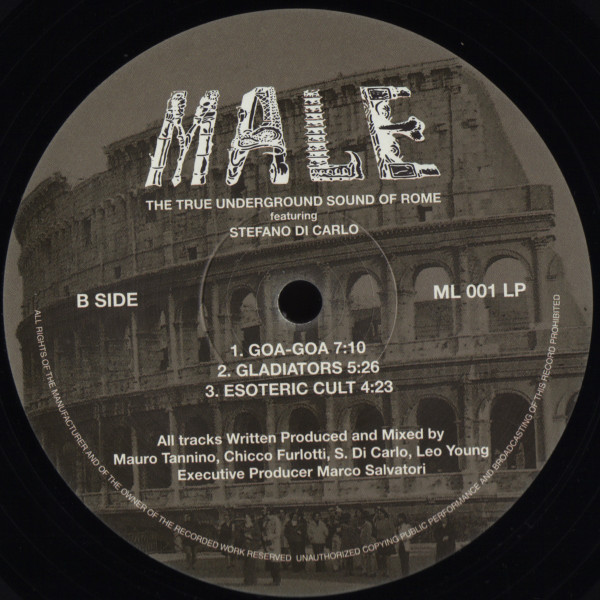 MALE
THE TRUE UNDERGROUND SOUND OF ROME
featuring
STEFANO DI CARLO
B SIDE
ML 001 LP
1. GOA-GOA 7:10
2. GLADIATORS 5:26
3. ESOTERIC CULT 4:23
All tracks Written Produced and Mixed by
Mauro Tannino, Chicco Furlotti, S. Di Carlo, Leo Young
Executive Producer Marco Salvatori
ALL RIGHTS OF THE MANUFACTURER AND OF THE OWNER OF THE RECORDED WORK RESERVED UNAUTHORIZED COPYING PUBLIC PERFORMANCE AND BROADCASTING OF THIS RECORD PROHIBITED